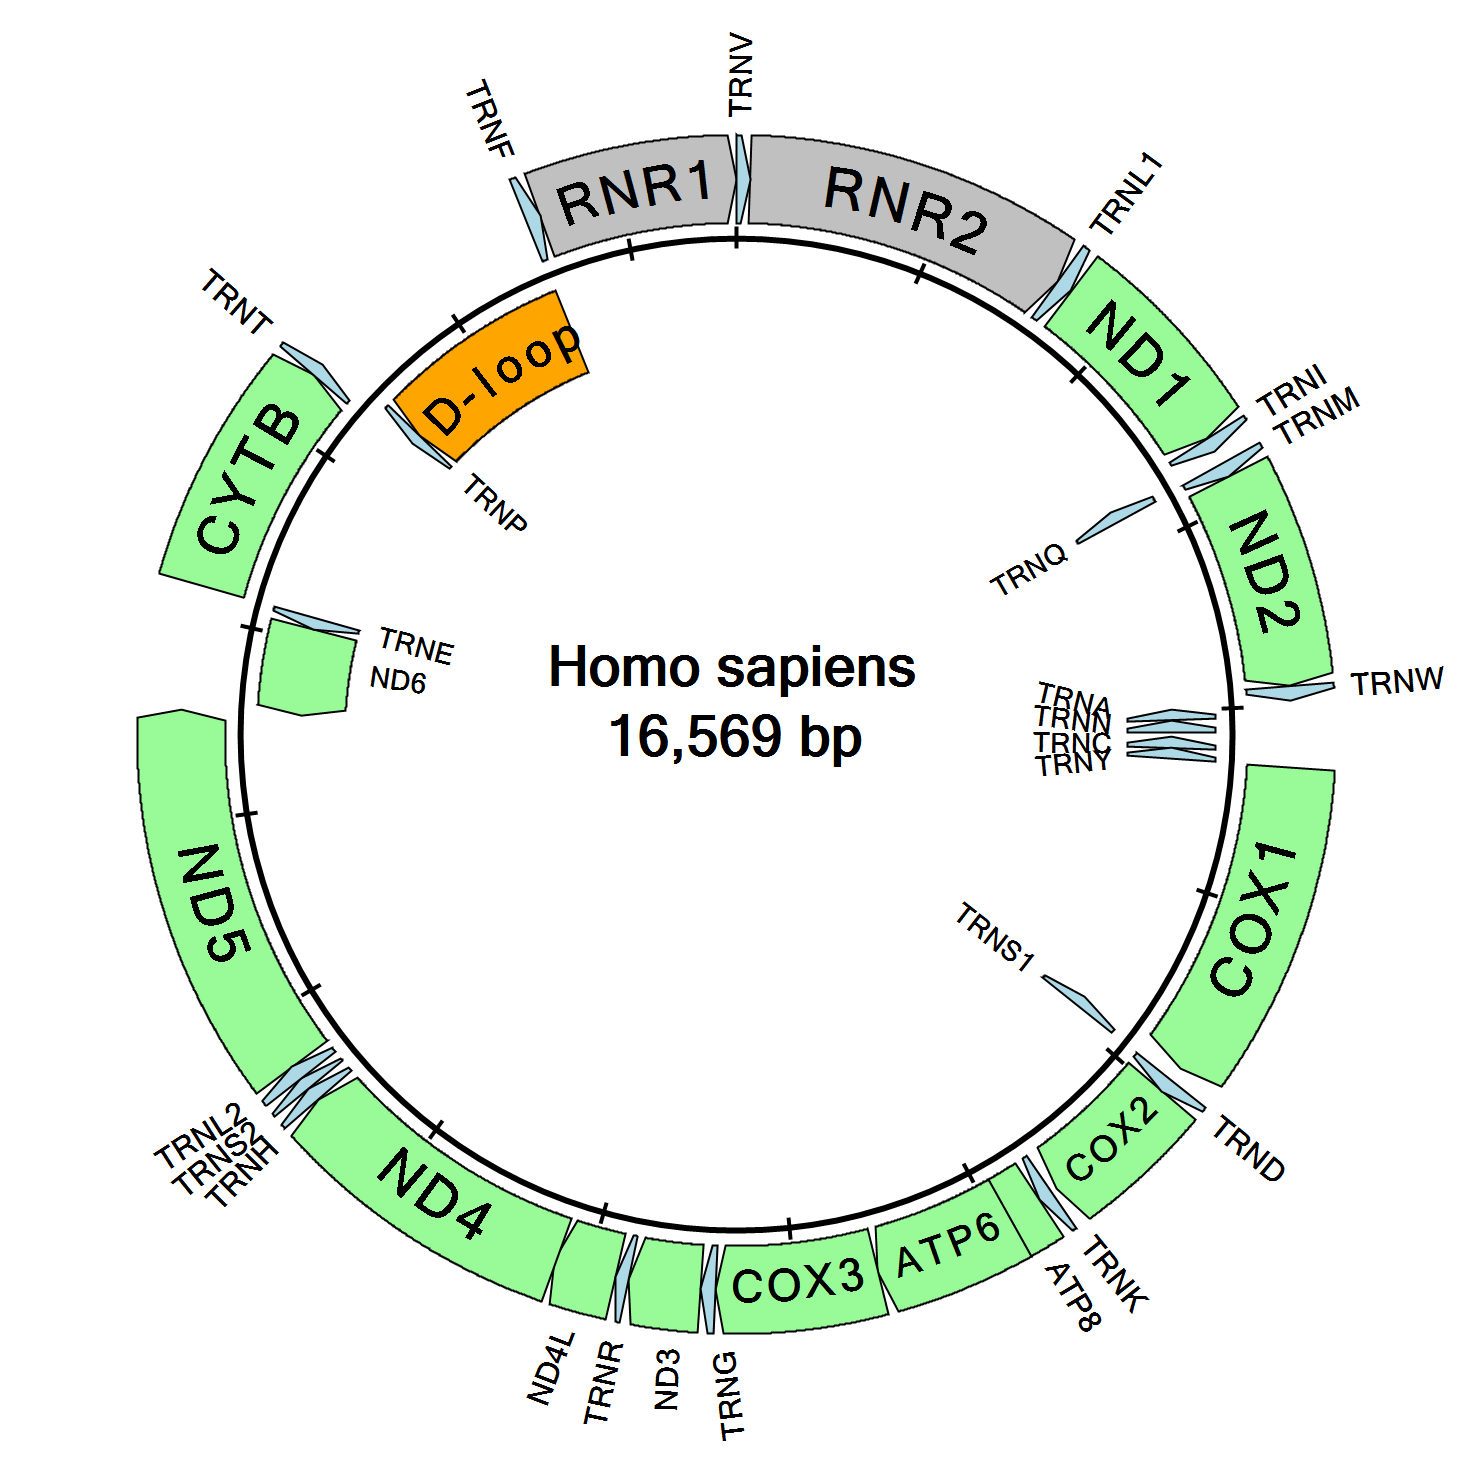 TRNV
RNR2
TRNL1
ND1
TRNI
TRNM
TRNQ
ND2
TRNW
TRNA
TRNN
TRNC
TRNY
COX1
TRNS1
TRND
COX2
TRNK
ATP8
ATP6
COX3
TRNG
ND3
TRNR
ND4L
ND4
TRNH
TRNS2
TRNL2
ND5
ND6
TRNE
CYTB
TRNT
TRNP
D-loop
TRNF
RNR1
Homo sapiens
16,569 bp